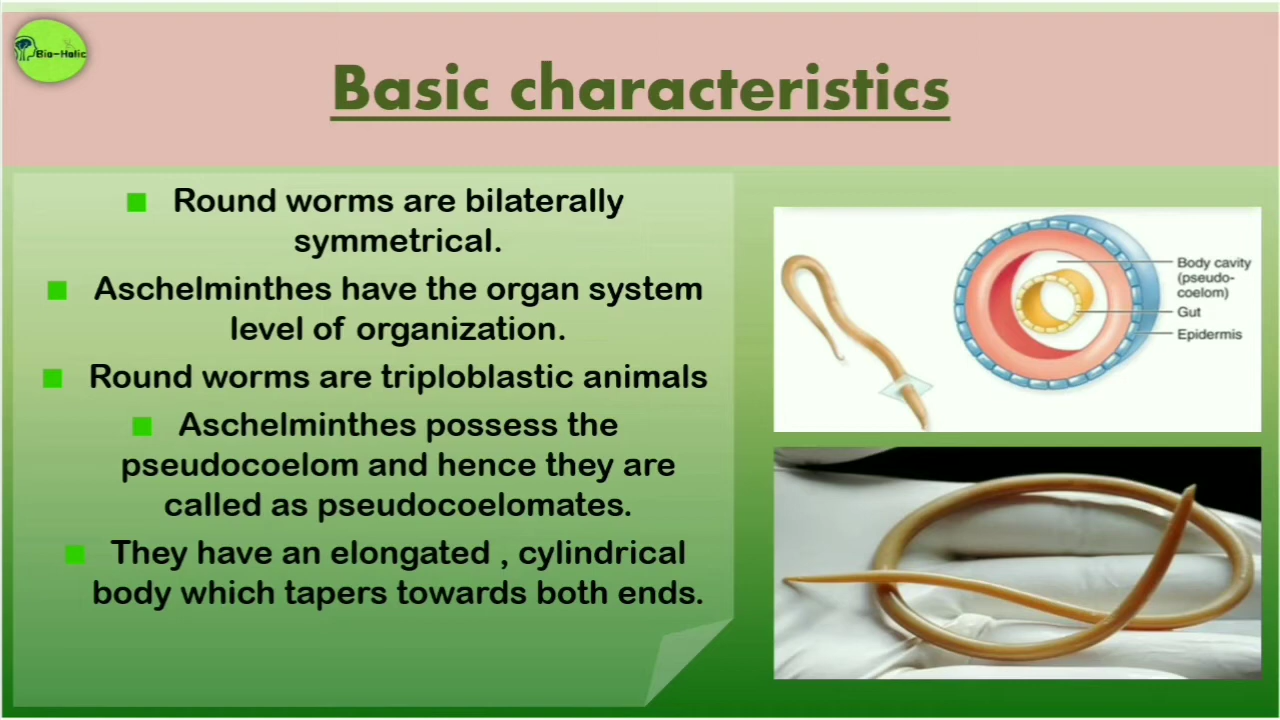 Bio-Holic
Basic characteristics
Round worms are bilaterally
symmetrical.
Aschelminthes have the organ system
level of organization.
Round worms are triploblastic animals
Aschelminthes possess the
pseudocoelom and hence they are
called as pseudocoelomates.
They have an elongated , cylindrical
body which tapers towards both ends.
Body cavity
(pseudo-
coelom)
Gut
Epidermis